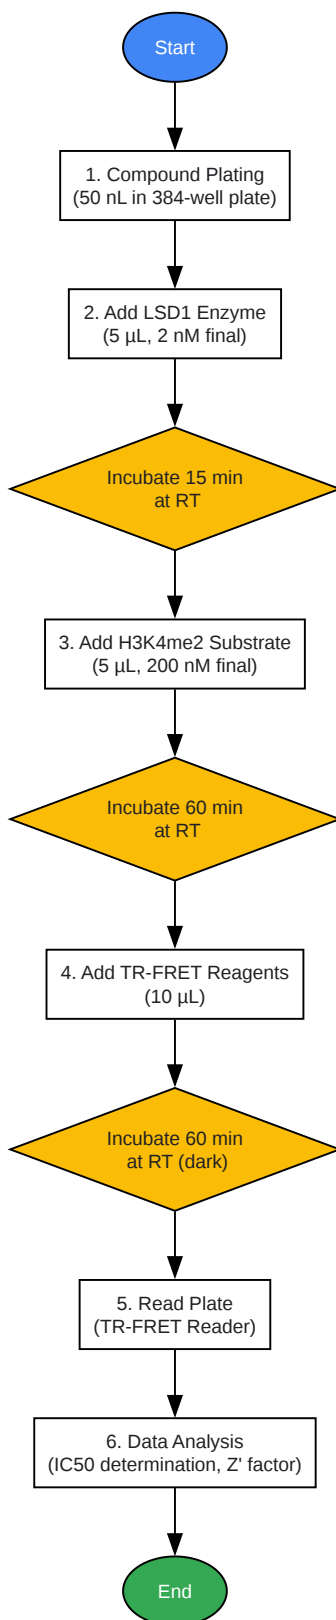 Start
1. Compound Plating
(50 nL in 384-well plate)
2. Add LSD1 Enzyme
(5 µL, 2 nM final)
Incubate 15 min
at RT
3. Add H3K4me2 Substrate
(5 µL, 200 nM final)
Incubate 60 min
at RT
4. Add TR-FRET Reagents
(10 µL)
Incubate 60 min
at RT (dark)
5. Read Plate
(TR-FRET Reader)
6. Data Analysis
(IC50 determination, Z' factor)
End